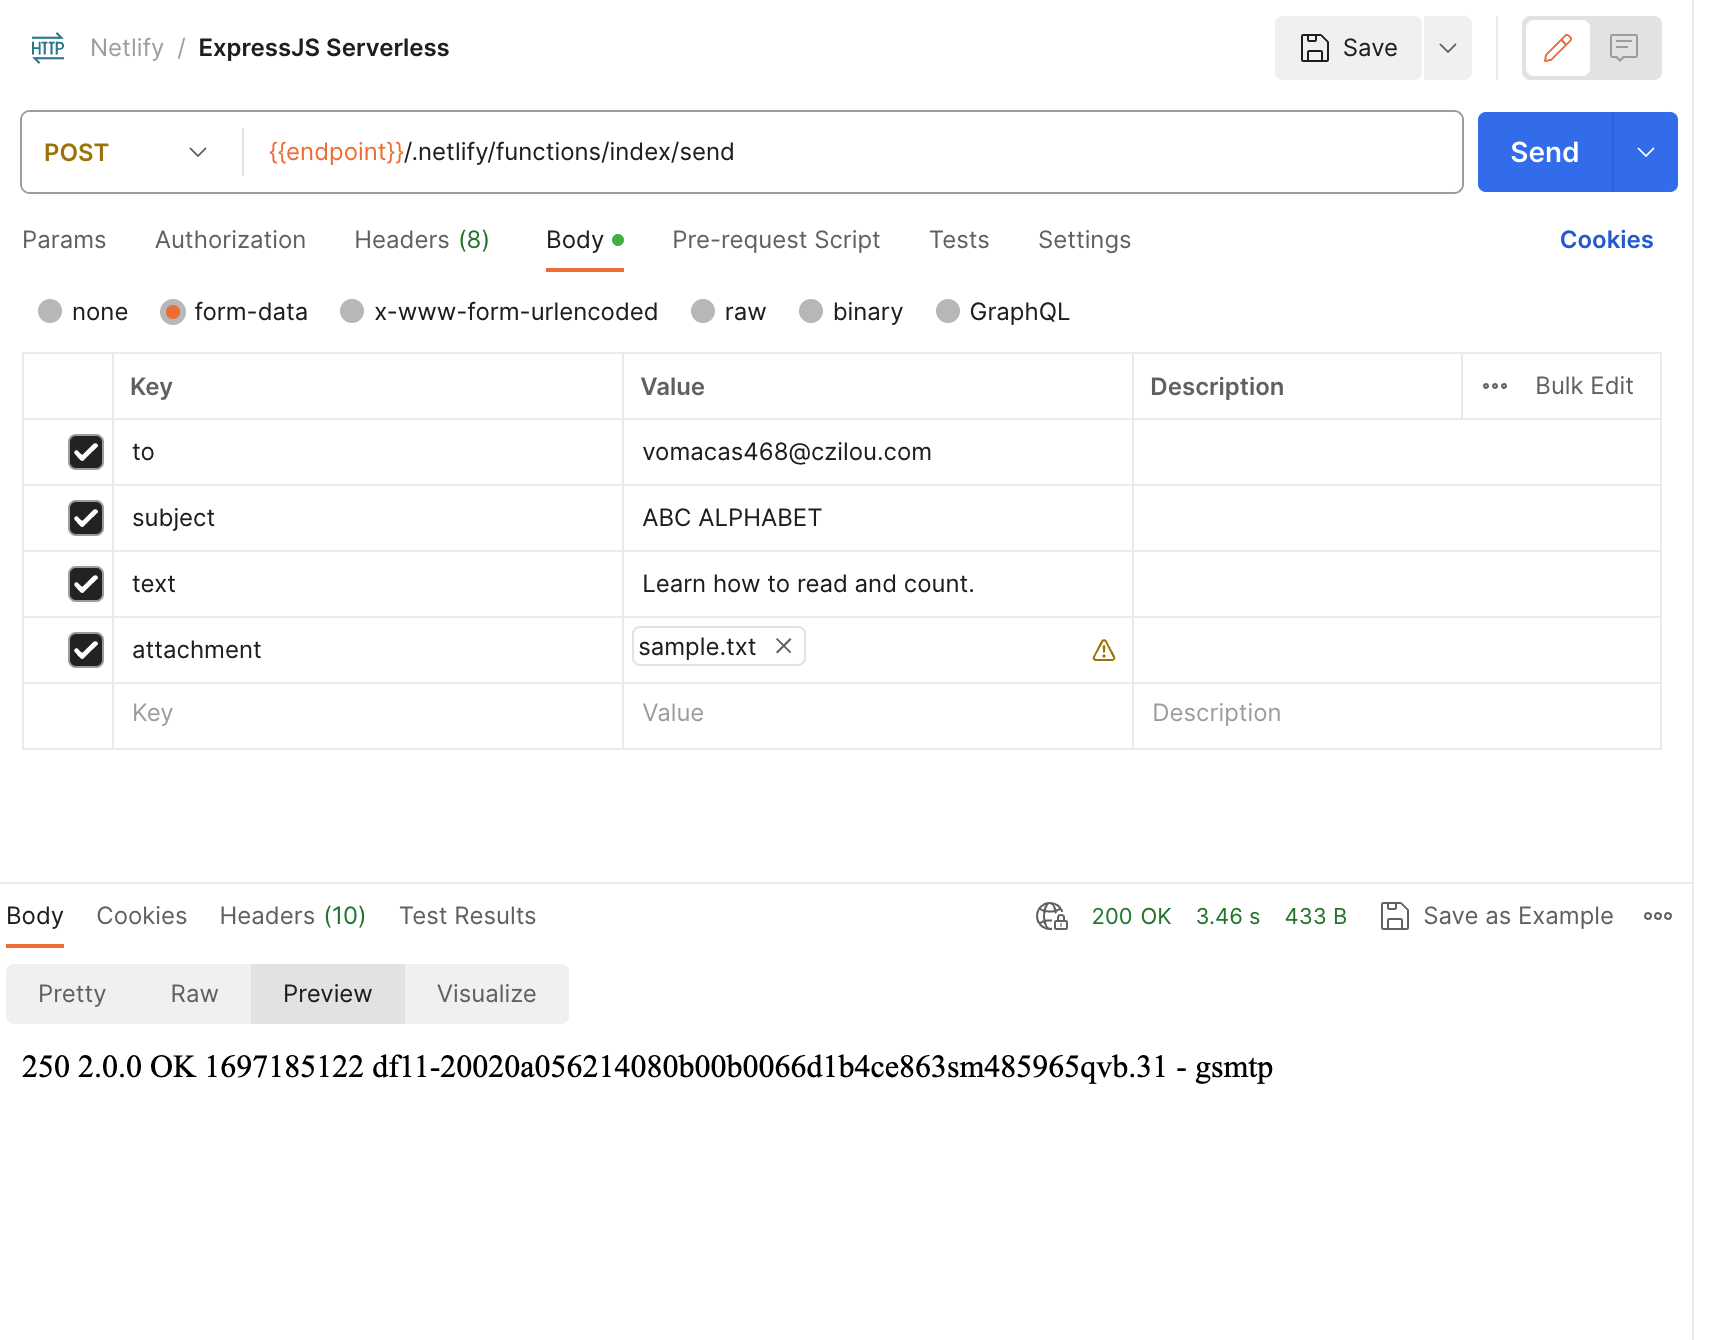 HTTP Netlify / ExpressJS Serverless Save
POST {{endpoint}}/.netlify/functions/index/send Send
Params Authorization Headers (8) Body Pre-request Script Tests Settings Cookies
none form-data x-www-form-urlencoded raw binary GraphQL
Key Value Description Bulk Edit
to vomacas468@czilou.com
subject ABC ALPHABET
text Learn how to read and count.
attachment sample.txt
Key Value Description
Body Cookies Headers (10) Test Results 200 OK 3.46 s 433 B Save as Example
Pretty Raw Preview Visualize
250 2.0.0 OK 1697185122 df11-20020a056214080b00b0066d1b4ce863sm485965qvb.31 - gsmtp